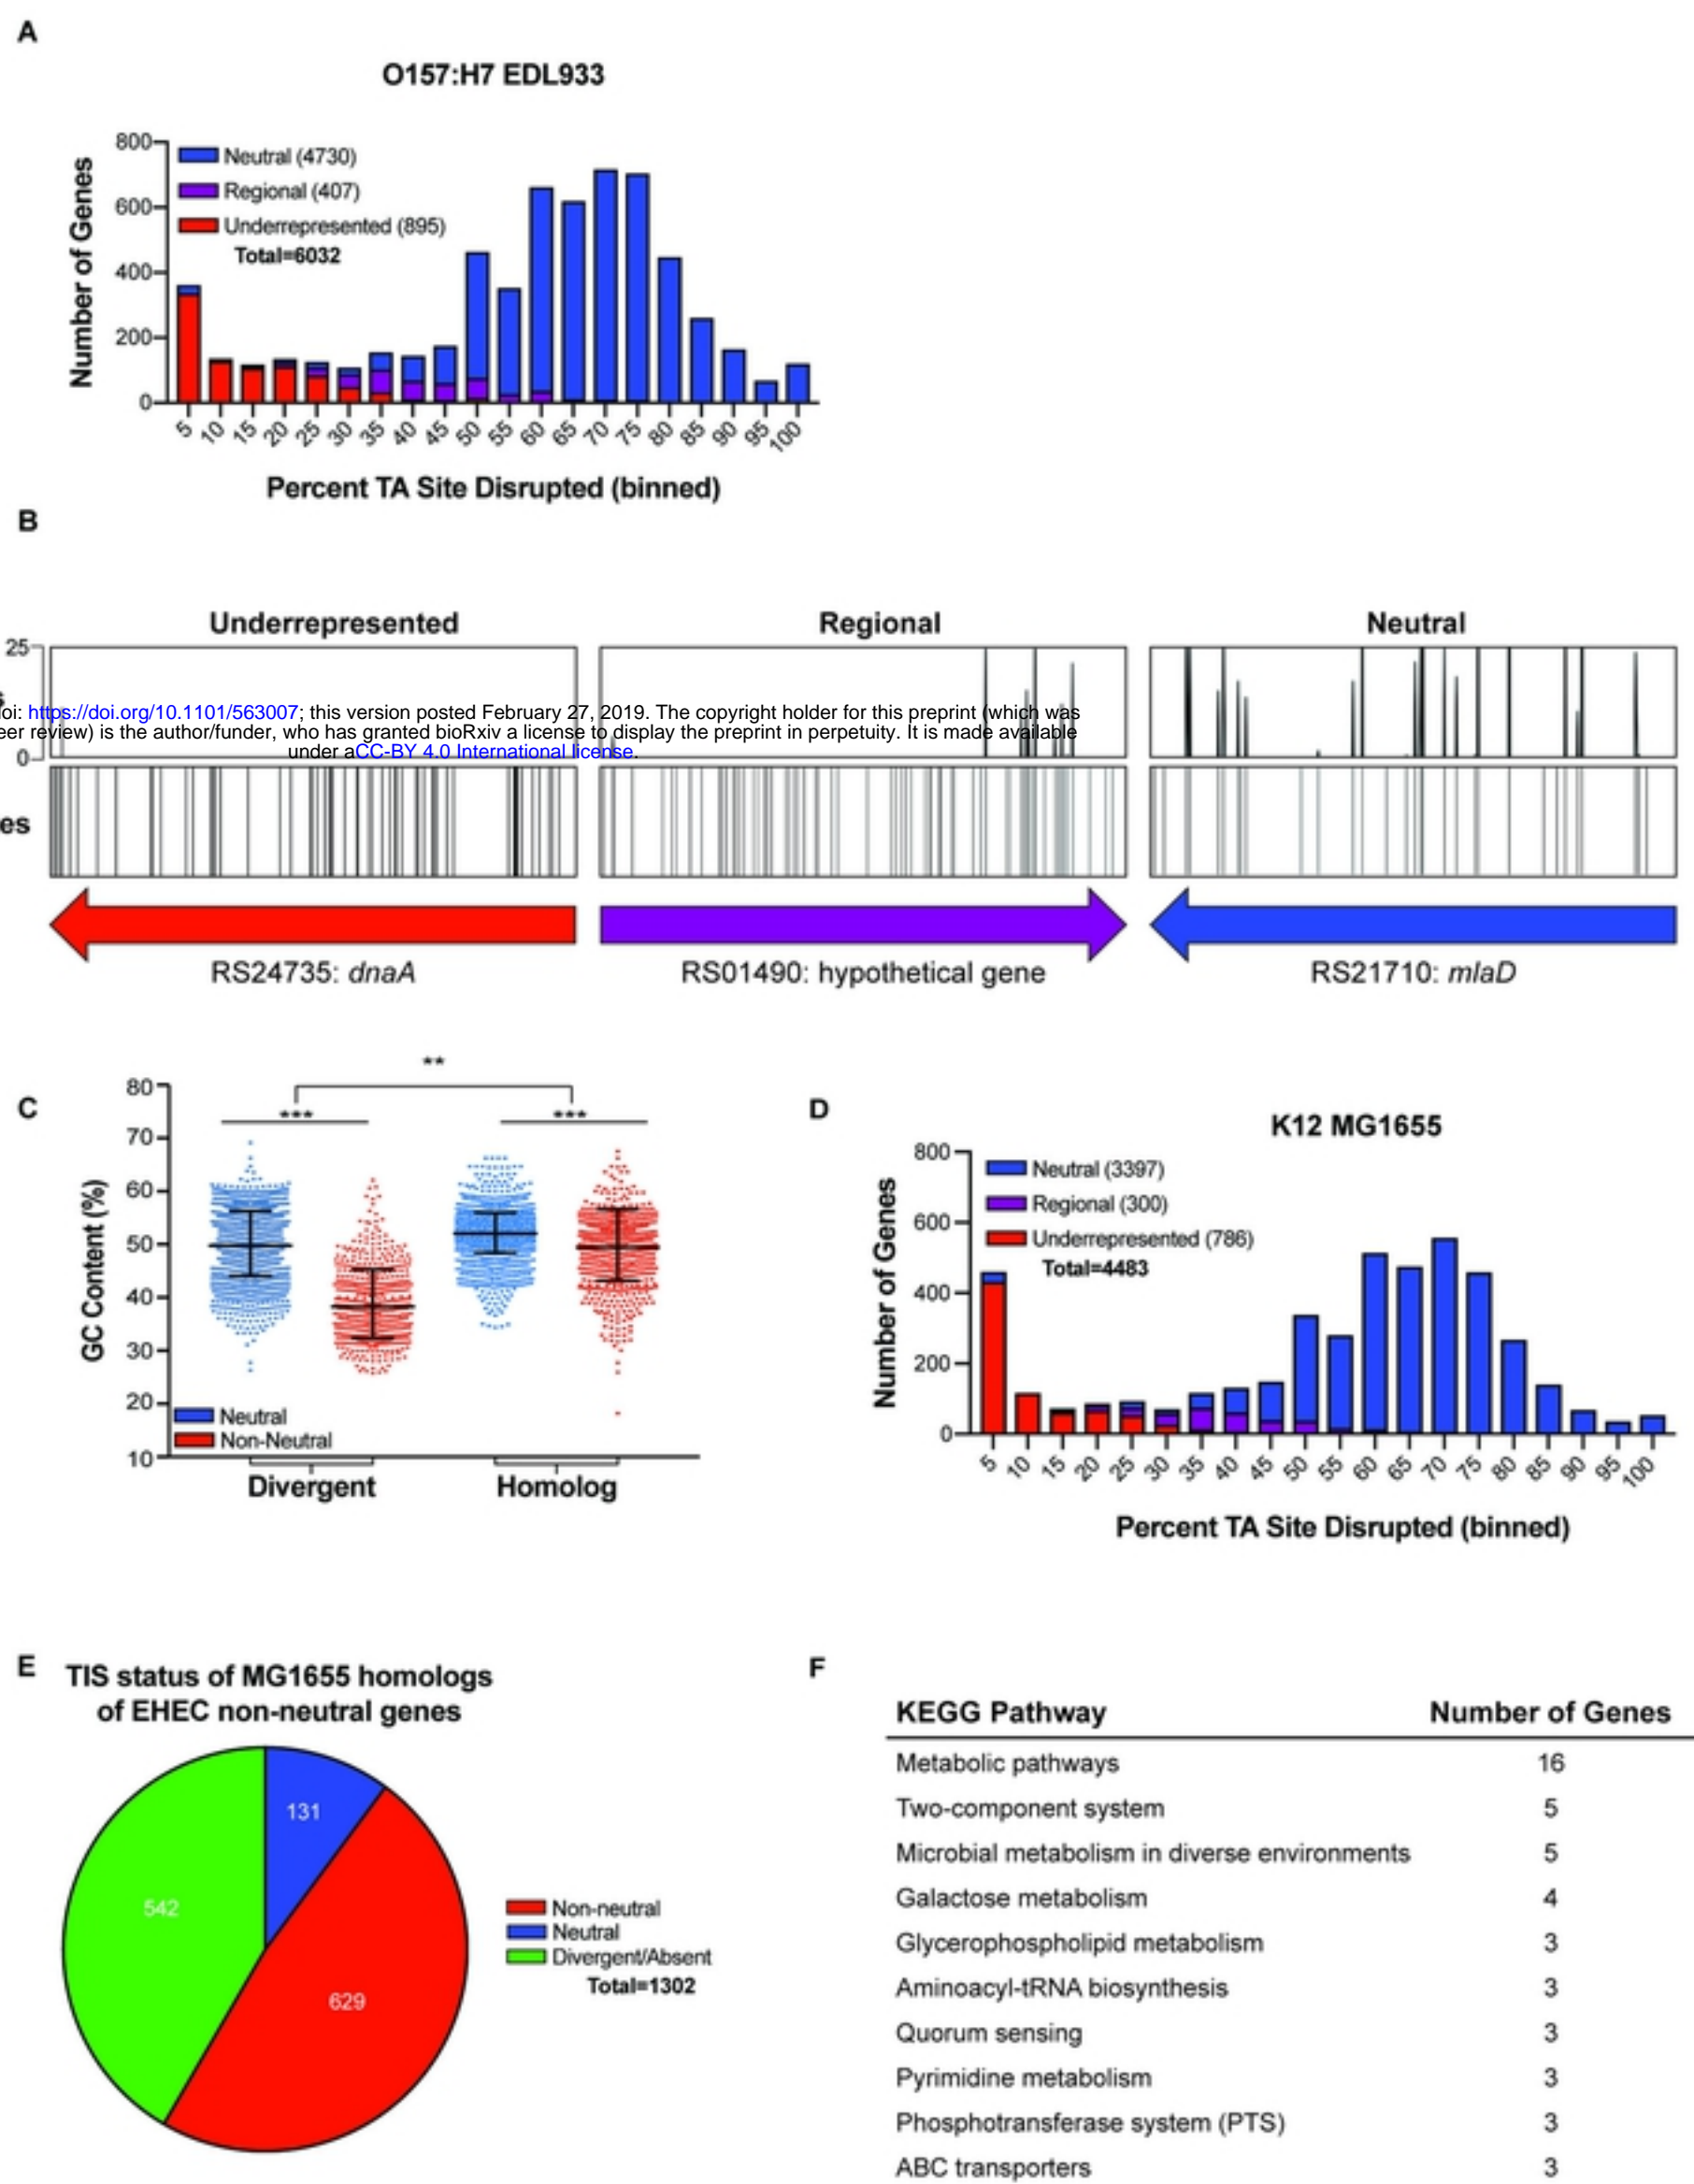 A
O157:H7 EDL933
Number of Genes
800
600
400
200
0
Neutral (4730)
Regional (407)
Underrepresented (895)
Total=6032
5 10 15 20 25 30 35 40 45 50 55 60 65 70 75 80 85 90 95 100
Percent TA Site Disrupted (binned)
B
Underrepresented Regional Neutral
25
0
oi: https://doi.org/10.1101/563007; this version posted February 27, 2019. The copyright holder for this preprint (which was
eer review) is the author/funder, who has granted bioRxiv a license to display the preprint in perpetuity. It is made available
under aCC-BY 4.0 International license.
es
RS24735: dnaA RS01490: hypothetical gene RS21710: mlaD
C
GC Content (%)
80
70
60
50
40
30
20
10
**
*** ***
Neutral
Non-Neutral
Divergent Homolog
D
K12 MG1655
Number of Genes
800
600
400
200
0
Neutral (3397)
Regional (300)
Underrepresented (786)
Total=4483
5 10 15 20 25 30 35 40 45 50 55 60 65 70 75 80 85 90 95 100
Percent TA Site Disrupted (binned)
E
TIS status of MG1655 homologs
of EHEC non-neutral genes
131
542
629
Non-neutral
Neutral
Divergent/Absent
Total=1302
F
KEGG Pathway Number of Genes
Metabolic pathways 16
Two-component system 5
Microbial metabolism in diverse environments 5
Galactose metabolism 4
Glycerophospholipid metabolism 3
Aminoacyl-tRNA biosynthesis 3
Quorum sensing 3
Pyrimidine metabolism 3
Phosphotransferase system (PTS) 3
ABC transporters 3